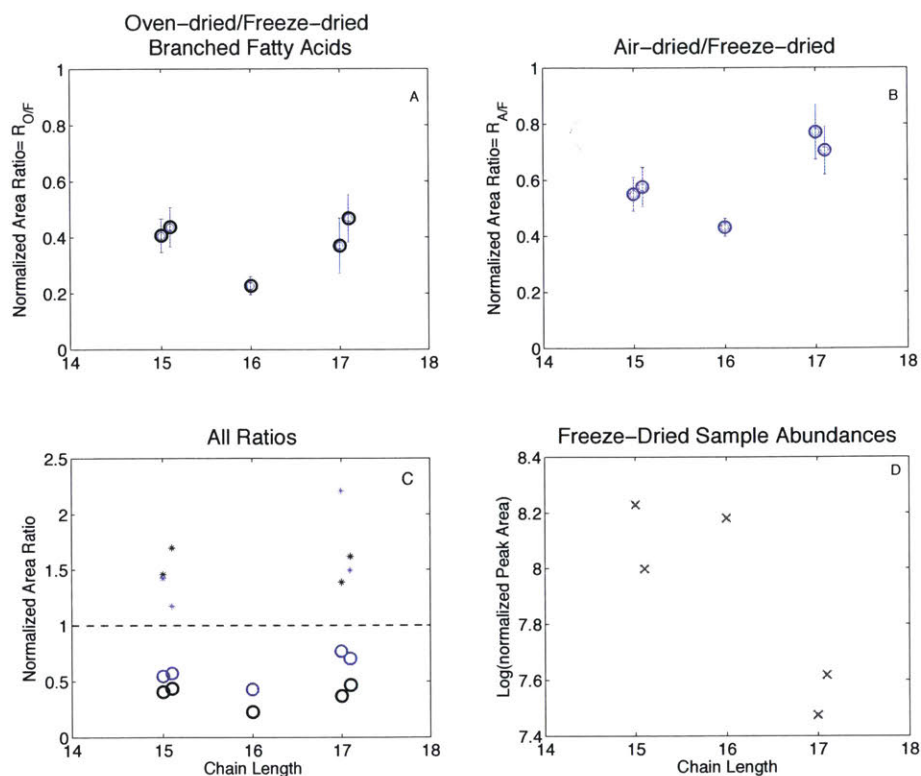 Oven-dried/Freeze-dried
Branched Fatty Acids
Normalized Area Ratio= R_O/F
1
0.8
0.6
0.4
0.2
0
A
14
15
16
17
18
Air-dried/Freeze-dried
Normalized Area Ratio= R_A/F
1
0.8
0.6
0.4
0.2
0
B
14
15
16
17
18
All Ratios
Normalized Area Ratio
2.5
2
1.5
1
0.5
0
C
14
15
16
17
18
Chain Length
Freeze-Dried Sample Abundances
Log(normalized Peak Area)
8.4
8.2
8
7.8
7.6
7.4
D
14
15
16
17
18
Chain Length